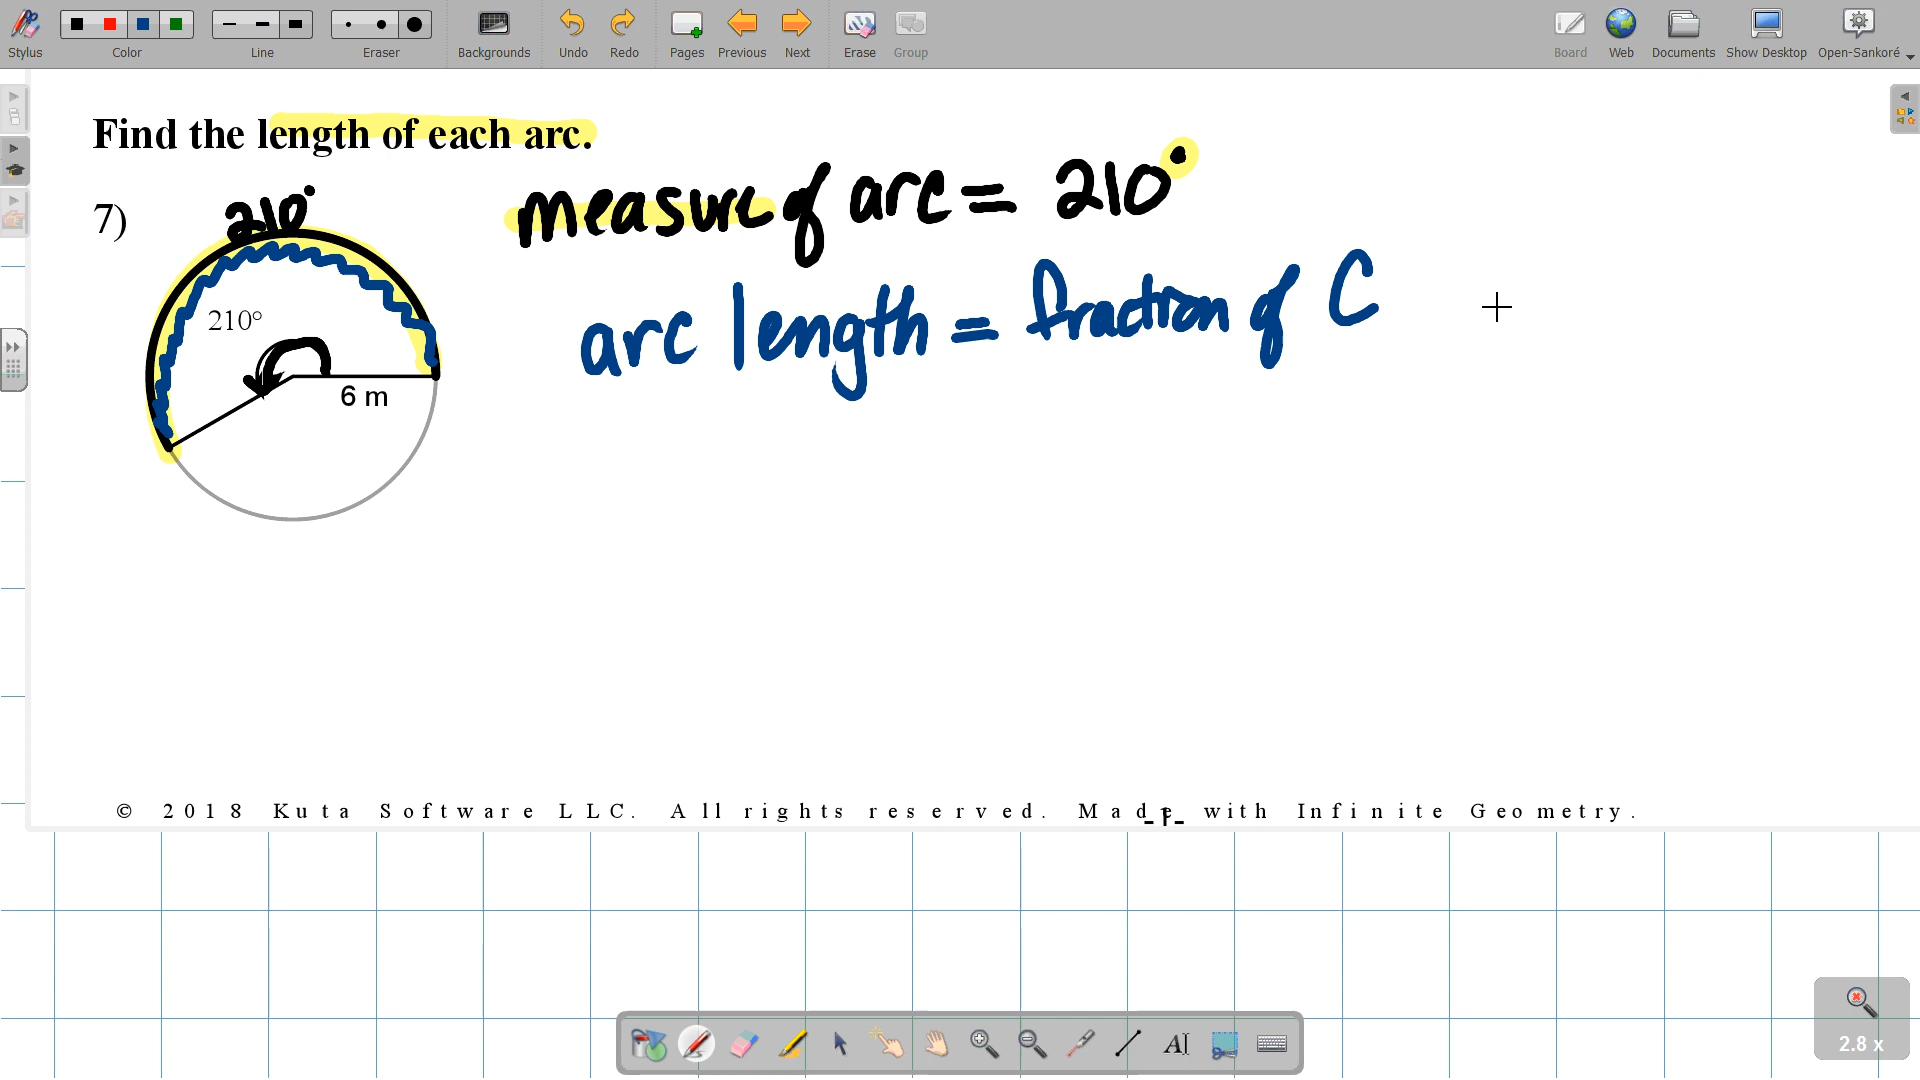 Stylus Color Line Eraser Backgrounds Undo Redo Pages Previous Next Erase Group Board Web Documents Show Desktop Open-Sankoré
Find the length of each arc.
measure of arc = 210°
7)
210°
arc length = fraction of C
210°
6 m
© 2018 Kuta Software LLC. All rights reserved. Made with Infinite Geometry.
-1-
2.8 x